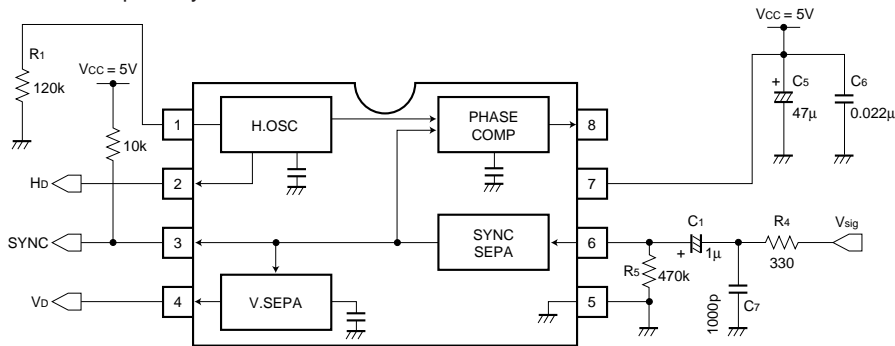 Vcc = 5V
R1
120k
Vcc = 5V
10k
C5
47μ
C6
0.022μ
1
H.OSC
PHASE
COMP
8
HD
2
7
SYNC
3
SYNC
SEPA
6
C1
1μ
R4
330
Vsig
R5
470k
C7
1000p
VD
4
V.SEPA
5